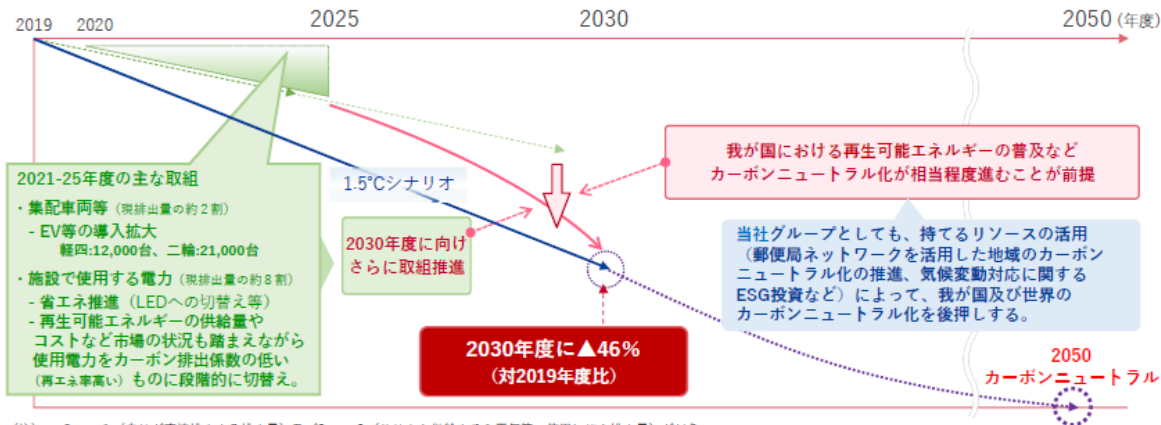 2019 2020 2025 2030 2050 (年度)
2021-25年度の主な取組
・集配車両等（現排出量の約２割）
- EV等の導入拡大
軽四:12,000台、二輪:21,000台
・施設で使用する電力（現排出量の約８割）
- 省エネ推進（LEDへの切替え等）
- 再生可能エネルギーの供給量や
コストなど市場の状況も踏まえながら
使用電力をカーボン排出係数の低い
（再エネ率高い）ものに段階的に切替え。
1.5°Cシナリオ
2030年度に向け
さらに取組推進
我が国における再生可能エネルギーの普及など
カーボンニュートラル化が相当程度進むことが前提
当社グループとしても、持てるリソースの活用
（郵便局ネットワークを活用した地域のカーボン
ニュートラル化の推進、気候変動対応に関する
ESG投資など）によって、我が国及び世界の
カーボンニュートラル化を後押しする。
2030年度に▲46%
（対2019年度比）
2050
カーボンニュートラル